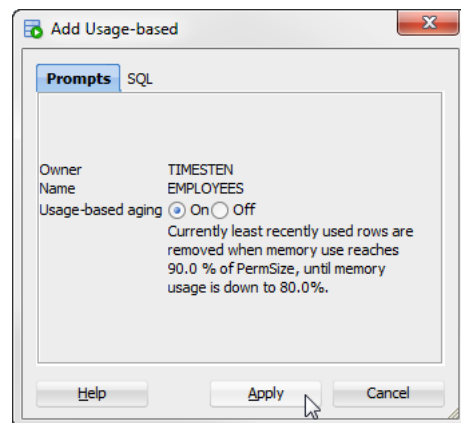 Add Usage-based
Prompts SQL
Owner TIMESTEN
Name EMPLOYEES
Usage-based aging On Off
Currently least recently used rows are
removed when memory use reaches
90.0 % of PermSize, until memory
usage is down to 80.0%.
Help Apply Cancel